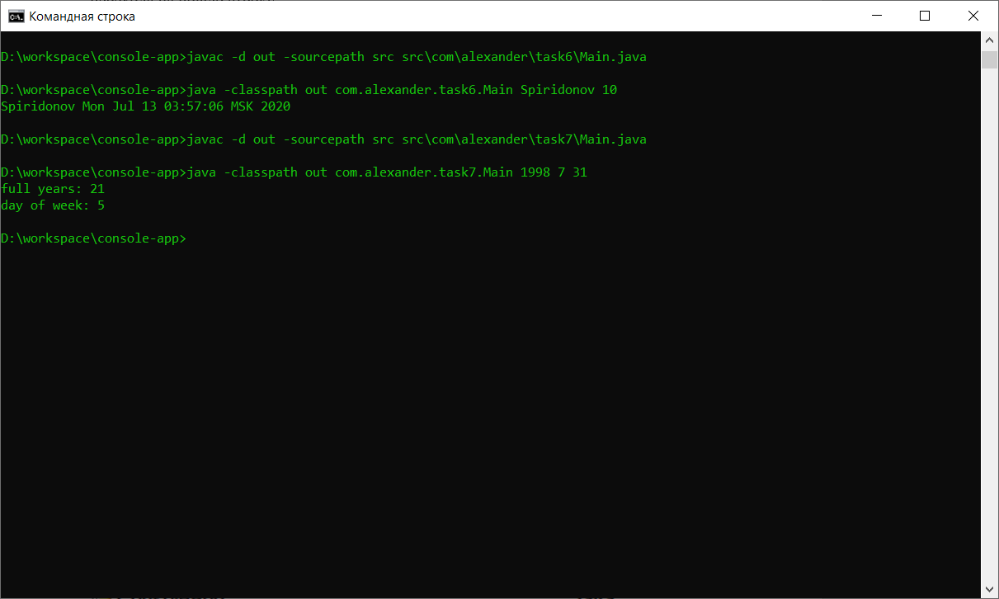 Командная строка
D:\workspace\console-app>javac -d out -sourcepath src src\com\alexander\task6\Main.java
D:\workspace\console-app>java -classpath out com.alexander.task6.Main Spiridonov 10
Spiridonov Mon Jul 13 03:57:06 MSK 2020
D:\workspace\console-app>javac -d out -sourcepath src src\com\alexander\task7\Main.java
D:\workspace\console-app>java -classpath out com.alexander.task7.Main 1998 7 31
full years: 21
day of week: 5
D:\workspace\console-app>